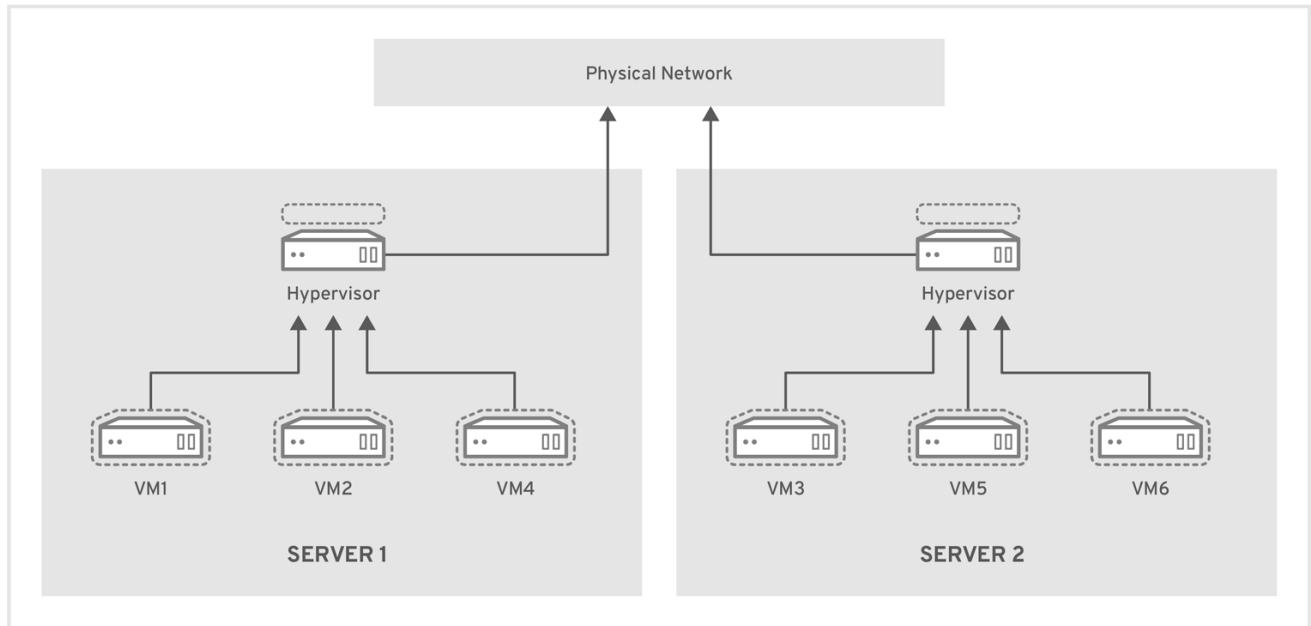 Physical Network
Hypervisor
Hypervisor
VM1
VM2
VM4
VM3
VM5
VM6
SERVER 1
SERVER 2